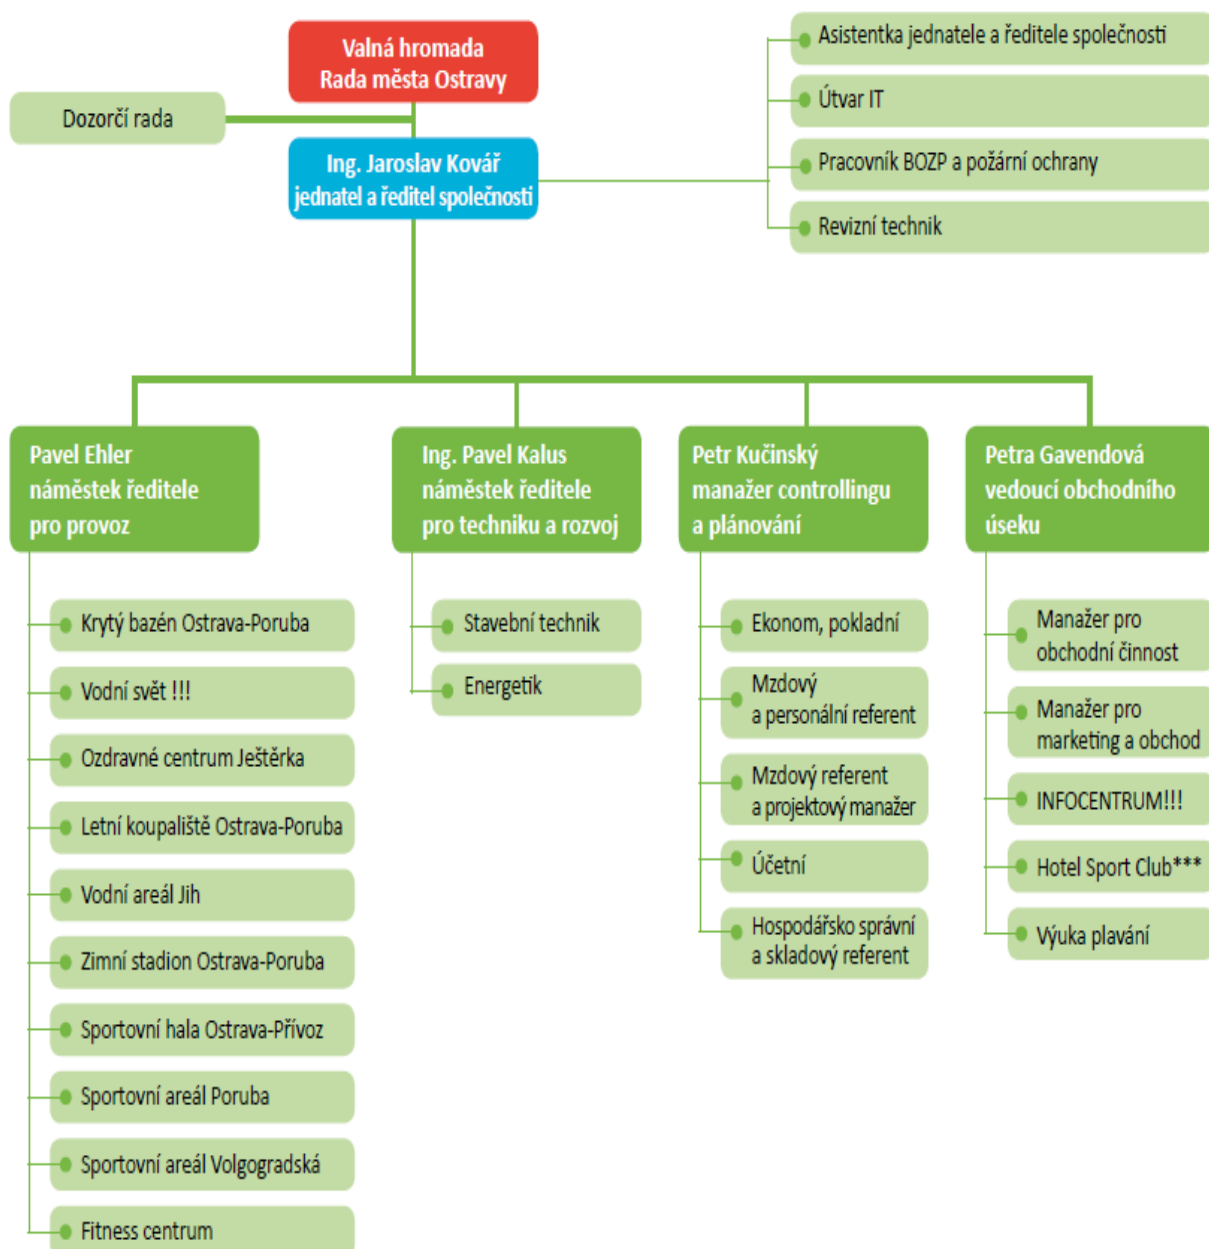 Valná hromada
Rada města Ostravy
Dozorčí rada
Ing. Jaroslav Kovář
jednatel a ředitel společnosti
Asistentka jednatele a ředitele společnosti
Útvar IT
Pracovník BOZP a požární ochrany
Revizní technik
Pavel Ehler
náměstek ředitele
pro provoz
Krytý bazén Ostrava-Poruba
Vodní svět !!!
Ozdravné centrum Ještěrka
Letní koupaliště Ostrava-Poruba
Vodní areál Jih
Zimní stadion Ostrava-Poruba
Sportovní hala Ostrava-Přívoz
Sportovní areál Poruba
Sportovní areál Volgogradská
Fitness centrum
Ing. Pavel Kalus
náměstek ředitele
pro techniku a rozvoj
Stavební technik
Energetik
Petr Kučinský
manažer controllingu
a plánování
Ekonom, pokladní
Mzdový
a personální referent
Mzdový referent
a projektový manažer
Účetní
Hospodářsko správní
a skladový referent
Petra Gavendová
vedoucí obchodního
úseku
Manažer pro
obchodní činnost
Manažer pro
marketing a obchod
INFOCENTRUM!!!
Hotel Sport Club***
Výuka plavání